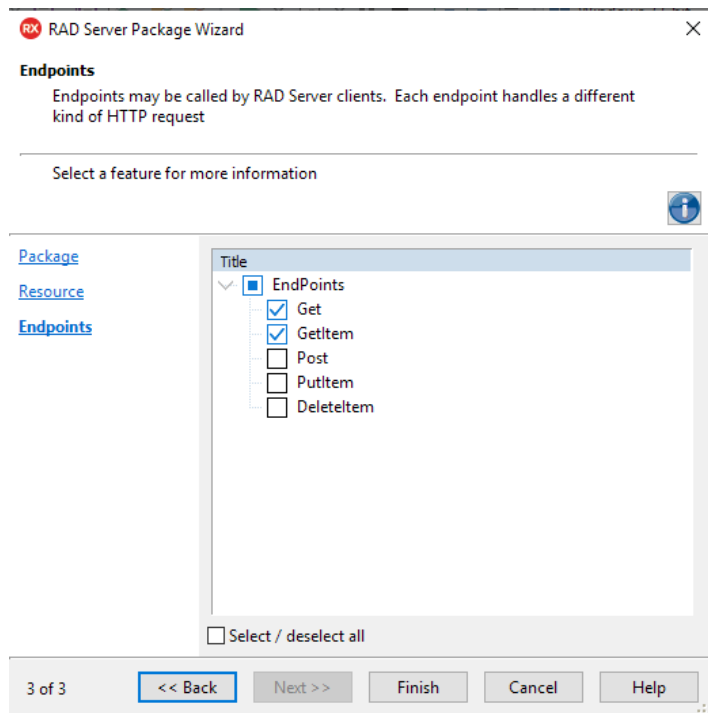 RX RAD Server Package Wizard
Endpoints
Endpoints may be called by RAD Server clients. Each endpoint handles a different
kind of HTTP request
Select a feature for more information
Package
Resource
Endpoints
Title
EndPoints
Get
GetItem
Post
PutItem
DeleteItem
Select / deselect all
3 of 3
<< Back
Next >>
Finish
Cancel
Help